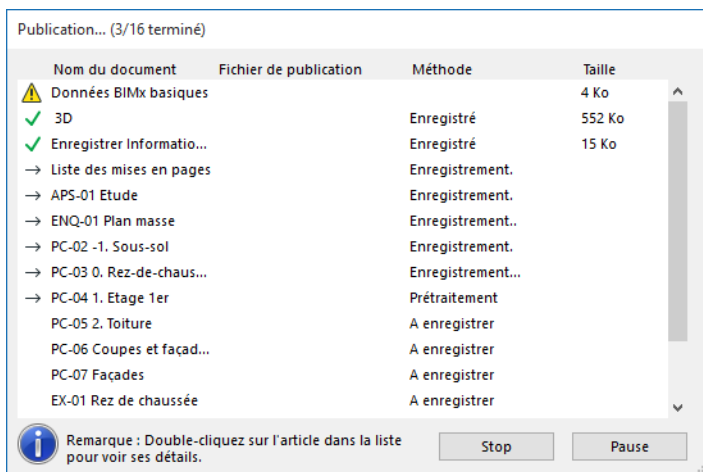 Publication... (3/16 terminé)
Nom du document Fichier de publication Méthode Taille
Données BIMx basiques 4 Ko
3D Enregistré 552 Ko
Enregistrer Informatio... Enregistré 15 Ko
Liste des mises en pages Enregistrement.
APS-01 Etude Enregistrement.
ENQ-01 Plan masse Enregistrement..
PC-02 -1. Sous-sol Enregistrement.
PC-03 0. Rez-de-chaus... Enregistrement...
PC-04 1. Etage 1er Prétraitement
PC-05 2. Toiture A enregistrer
PC-06 Coupes et façad... A enregistrer
PC-07 Façades A enregistrer
EX-01 Rez de chaussée A enregistrer
Remarque : Double-cliquez sur l'article dans la liste
pour voir ses détails.
Stop Pause